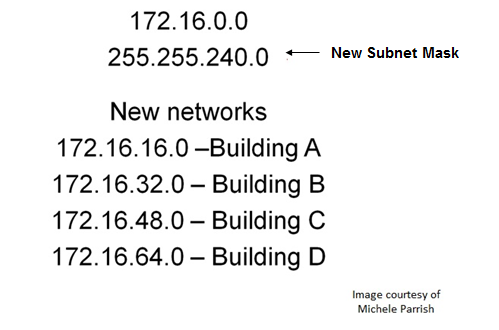 172.16.0.0
255.255.240.0 New Subnet Mask
New networks
172.16.16.0 –Building A
172.16.32.0 – Building B
172.16.48.0 – Building C
172.16.64.0 – Building D
Image courtesy of
Michele Parrish